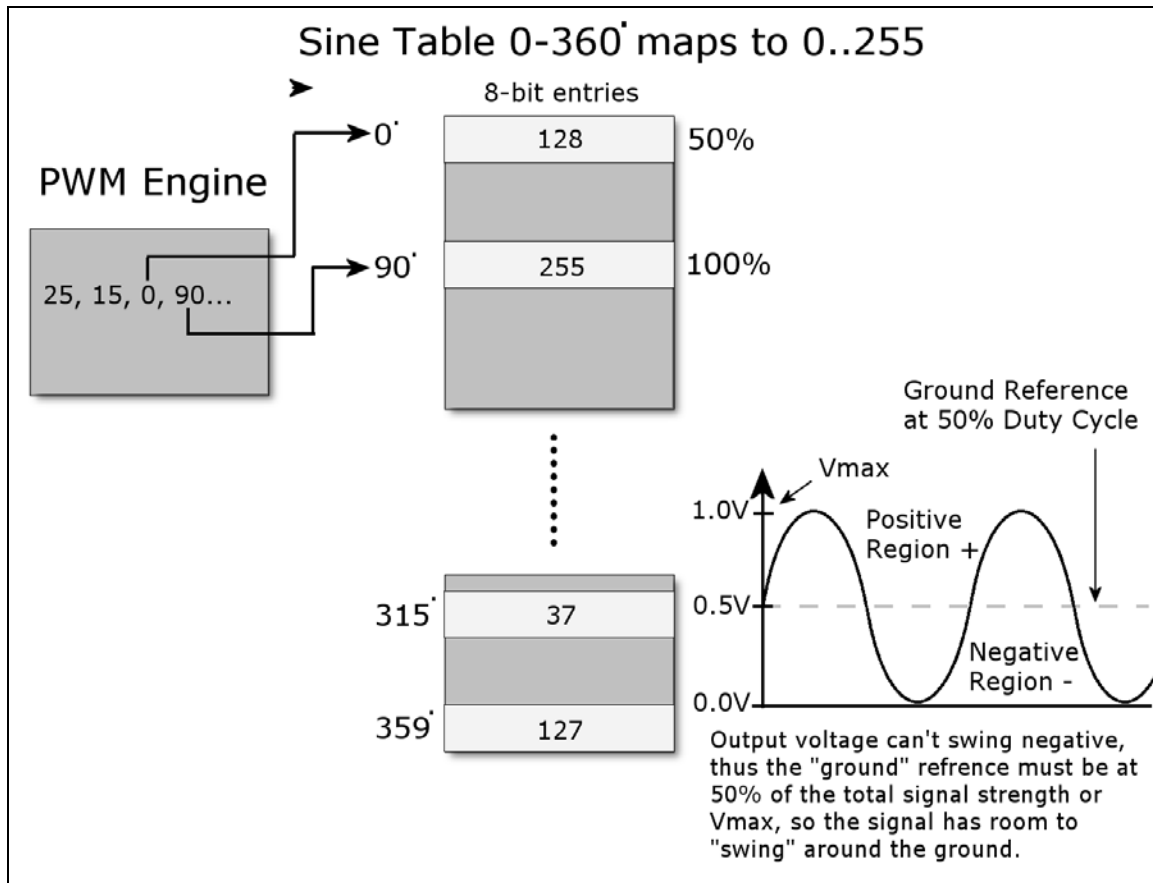 Sine Table 0-360˙ maps to 0..255
8-bit entries
0˙
128
50%
PWM Engine
90˙
255
100%
25, 15, 0, 90...
315˙
37
359˙
127
Ground Reference
at 50% Duty Cycle
Vmax
1.0V
Positive
Region +
0.5V
Negative
Region -
0.0V
Output voltage can't swing negative,
thus the "ground" refrence must be at
50% of the total signal strength or
Vmax, so the signal has room to
"swing" around the ground.